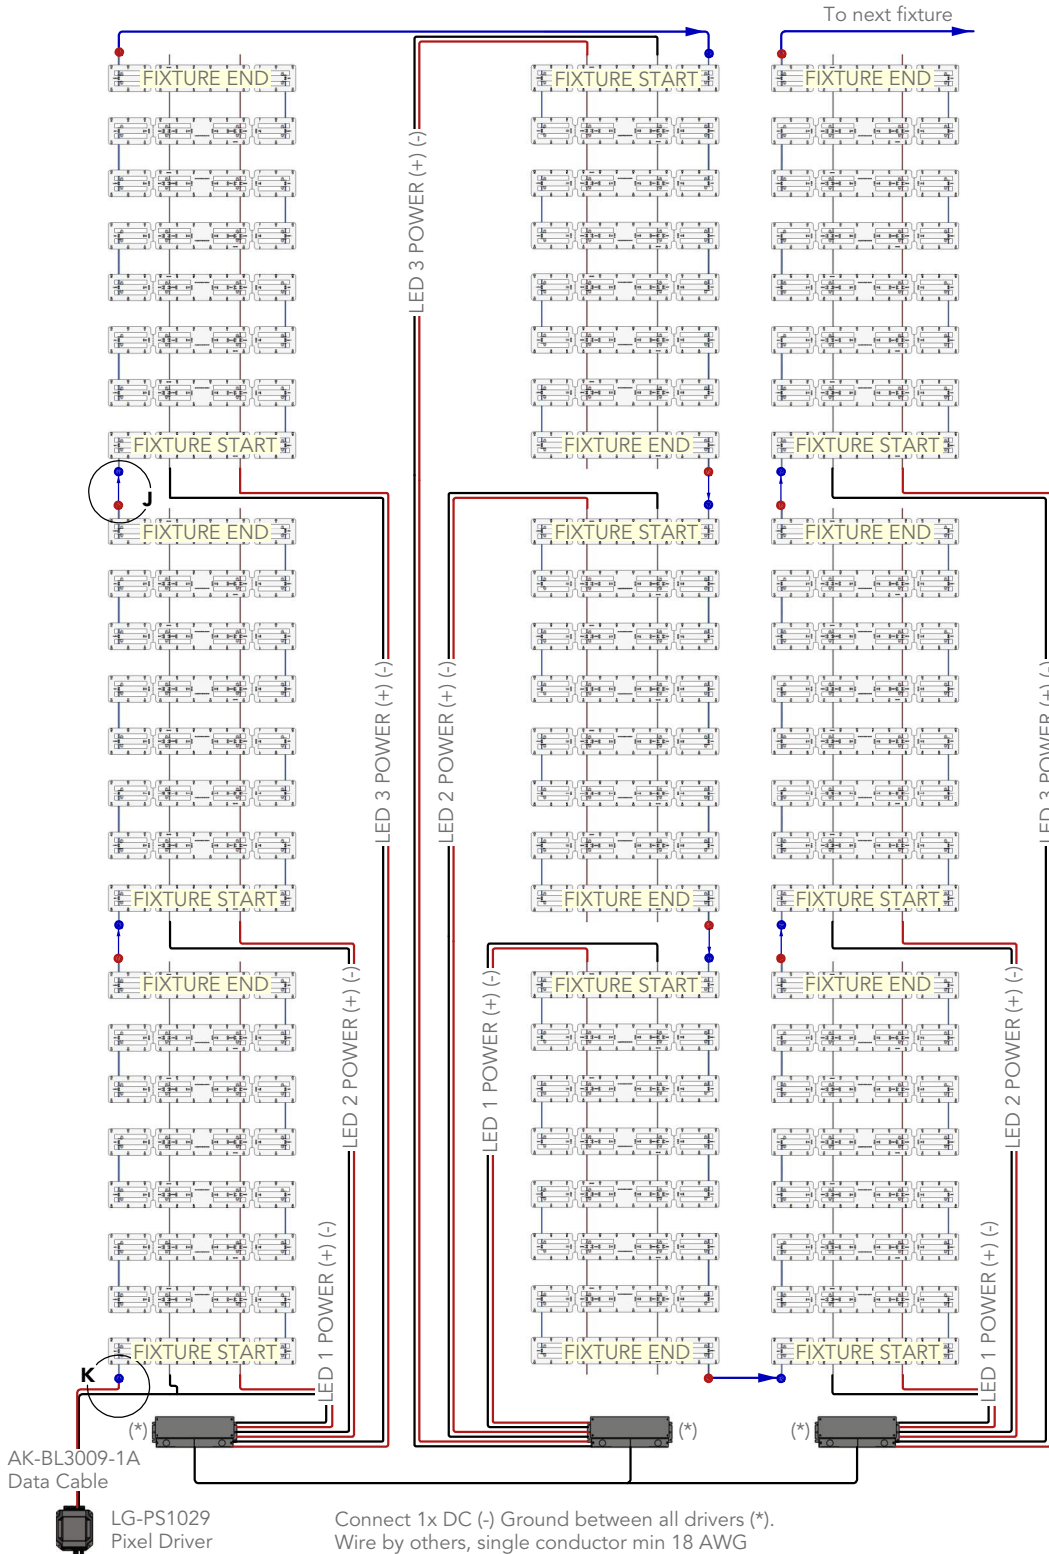 To next fixture
FIXTURE END
FIXTURE START
FIXTURE END
LED 3 POWER (+) (-)
FIXTURE START
FIXTURE END
FIXTURE START
J
FIXTURE END
FIXTURE START
FIXTURE END
LED 3 POWER (+) (-)
LED 2 POWER (+) (-)
LED 3 POWER (+) (-)
FIXTURE START
FIXTURE END
FIXTURE START
FIXTURE END
FIXTURE START
FIXTURE END
LED 2 POWER (+) (-)
LED 1 POWER (+) (-)
LED 2 POWER (+) (-)
LED 1 POWER (+) (-)
LED 1 POWER (+) (-)
FIXTURE START
FIXTURE END
FIXTURE START
K
(*)
(*)
(*)
AK-BL3009-1A
Data Cable
LG-PS1029
Pixel Driver
Connect 1x DC (-) Ground between all drivers (*).
Wire by others, single conductor min 18 AWG